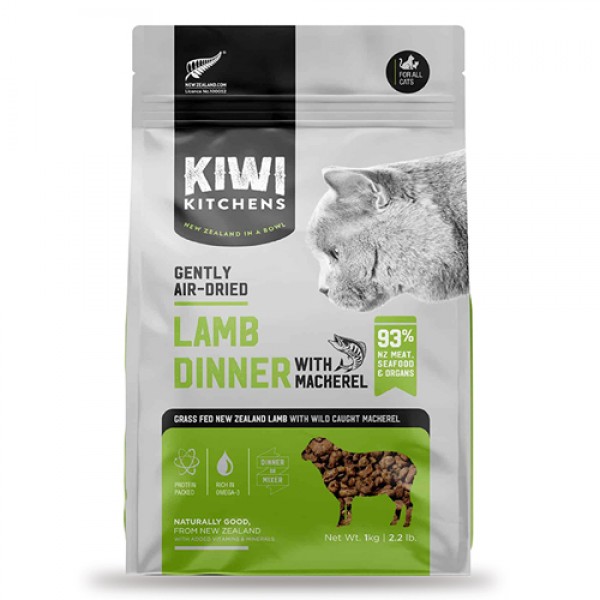 NEW ZEALAND.COM
FOR ALL
CATS
KIWI
KITCHENS
NEW ZEALAND IN A BOWL
GENTLY
AIR-DRIED
LAMB
DINNER
WITH
MACKEREL
93%
NZ MEAT,
SEAFOOD
& ORGANS
GRASS FED NEW ZEALAND LAMB WITH WILD CAUGHT MACKEREL
PROTEIN
PACKED
RICH IN
OMEGA-3
DINNER
OR
MIXER
NATURALLY GOOD,
FROM NEW ZEALAND
WITH ADDED VITAMINS & MINERALS
Net Wt. 1kg | 2.2 lb.